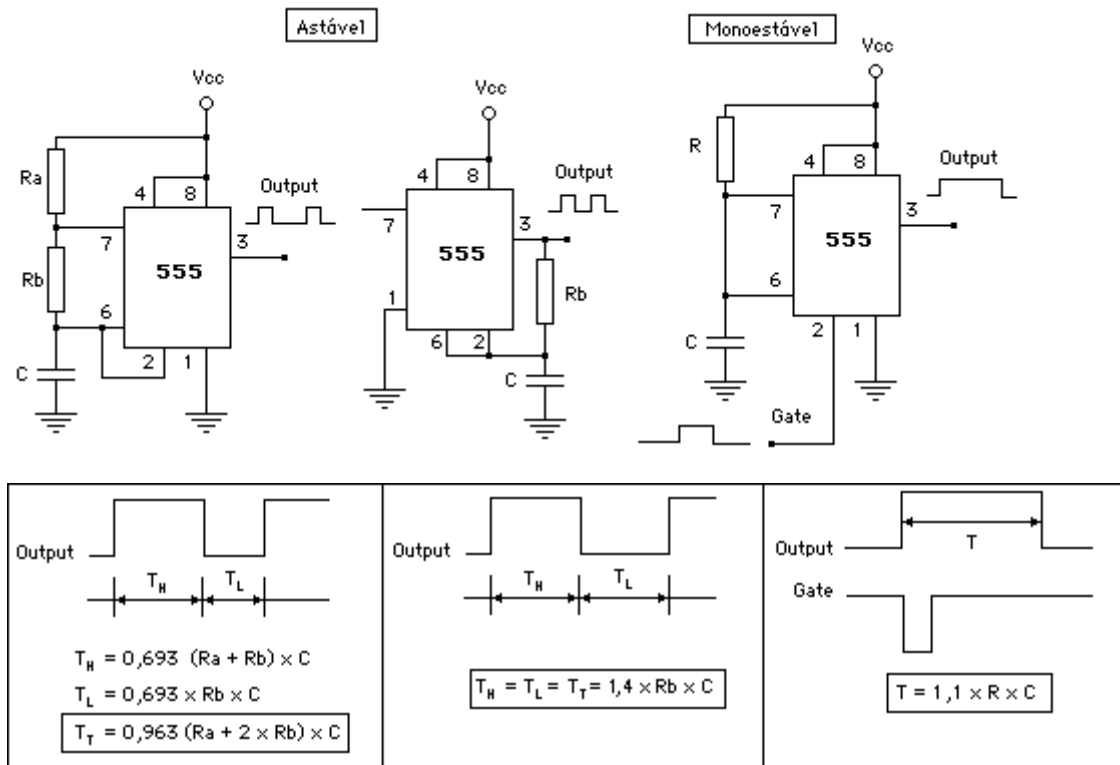 Astável
Monoestável
Vcc
Ra
Rb
C
4
8
7
6
2
1
3
555
Output
Vcc
4
8
7
1
6
2
3
555
Output
Rb
C
Vcc
R
C
4
8
7
6
2
1
3
555
Output
Gate
Output
T_H
T_L
T_H = 0,693 (Ra + Rb) × C
T_L = 0,693 × Rb × C
T_T = 0,963 (Ra + 2 × Rb) × C
Output
T_H
T_L
T_H = T_L = T_T = 1,4 × Rb × C
Output
T
Gate
T = 1,1 × R × C